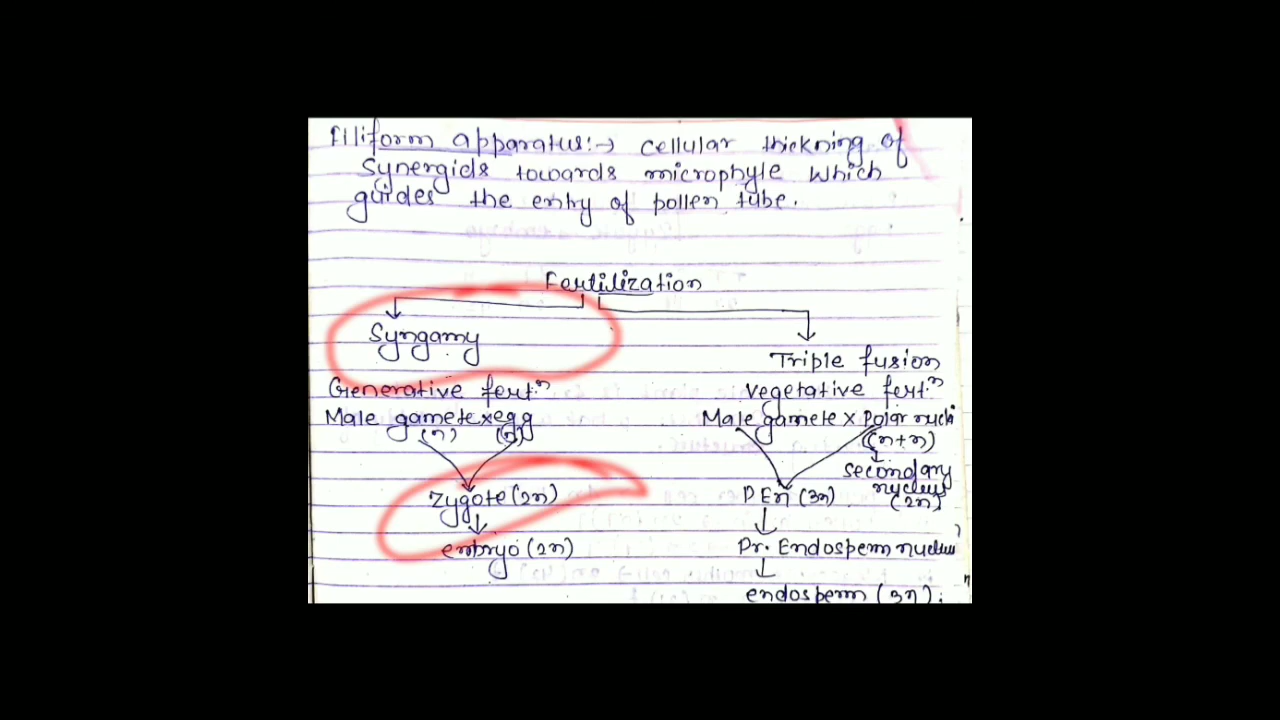 Filiform apparatus:→ cellular thickning of
synergids towards microphyle which
guides the entry of pollen tube.
Fertilization
Syngamy
Triple fusion
Generative fertⁿ
vegetative fertⁿ
Male gamete × egg
(n) (n)
Male gamete × Polar nuclei
(n+n)
secondary
nucleus
(2n)
Zygote (2n)
PEN (3n)
embryo (2n)
Pr. Endosperm nucleus
endosperm (3n).